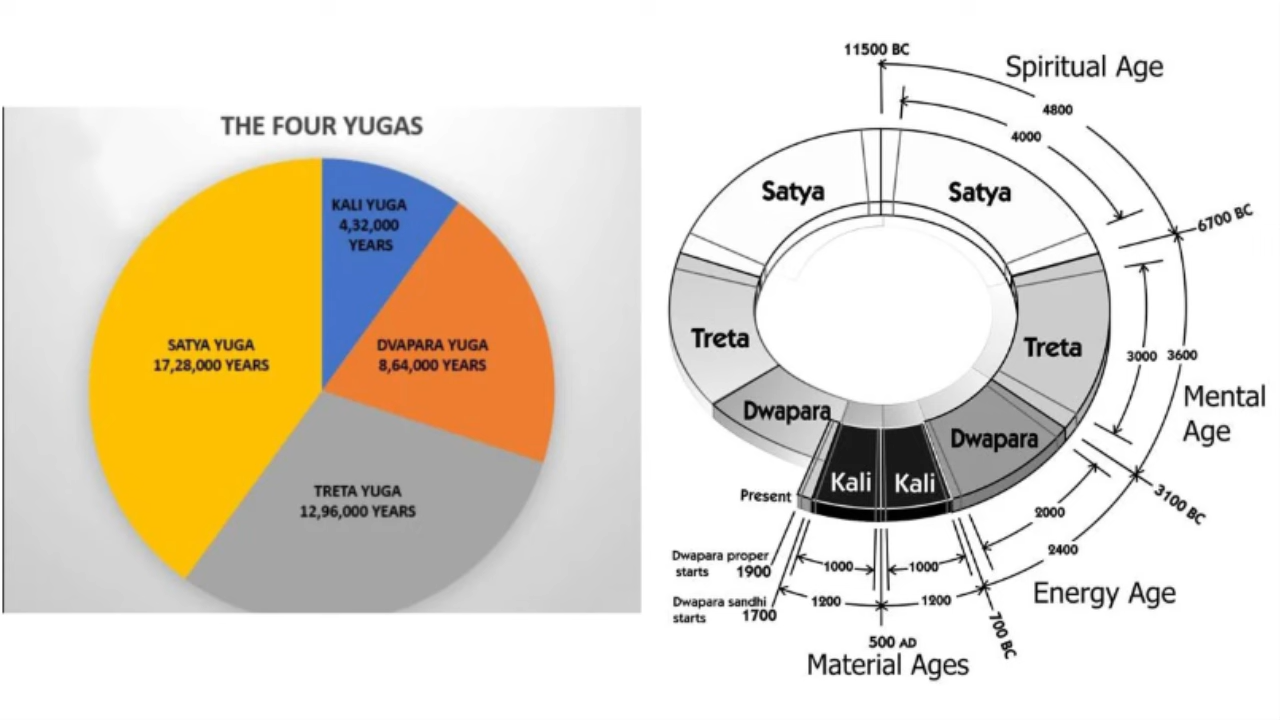 THE FOUR YUGAS
KALI YUGA
4,32,000
YEARS
SATYA YUGA
17,28,000 YEARS
DVAPARA YUGA
8,64,000 YEARS
TRETA YUGA
12,96,000 YEARS
11500 BC
Spiritual Age
4800
4000
Satya
Satya
6700 BC
Treta
Treta
3000
3600
Mental
Age
Dwapara
Dwapara
Kali
Kali
Present
3100 BC
2000
2400
Dwapara proper
starts 1900
1000
1000
Energy Age
Dwapara sandhi
starts 1700
1200
1200
700 BC
500 AD
Material Ages